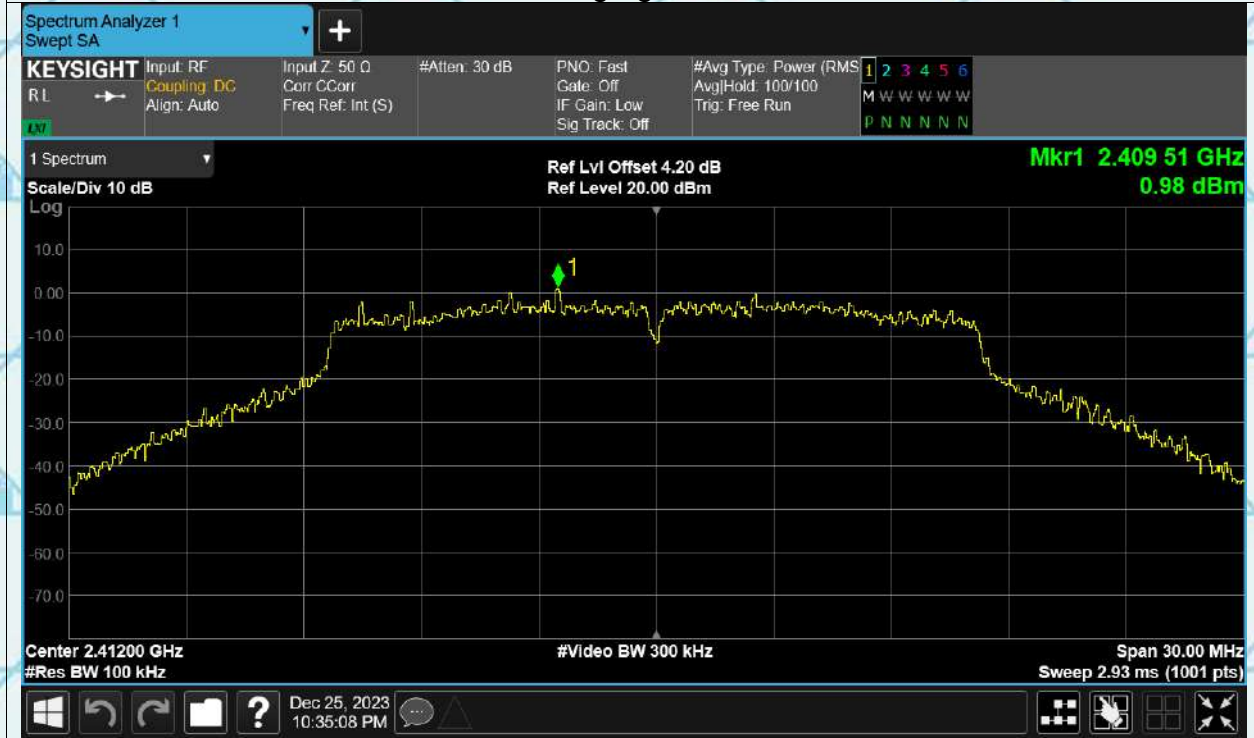 Spectrum Analyzer 1
Swept SA
+
KEYSIGHT
RL
LXI
Input: RF
Coupling: DC
Align: Auto
Input Z: 50 Ω
Corr CCorr
Freq Ref: Int (S)
#Atten: 30 dB
PNO: Fast
Gate: Off
IF Gain: Low
Sig Track: Off
#Avg Type: Power (RMS
Avg|Hold: 100/100
Trig: Free Run
1 2 3 4 5 6
M W W W W W
P N N N N N
1 Spectrum
Scale/Div 10 dB
Log
Ref Lvl Offset 4.20 dB
Ref Level 20.00 dBm
Mkr1 2.409 51 GHz
0.98 dBm
10.0
1
0.00
-10.0
-20.0
-30.0
-40.0
-50.0
-60.0
-70.0
Center 2.41200 GHz
#Res BW 100 kHz
#Video BW 300 kHz
Span 30.00 MHz
Sweep 2.93 ms (1001 pts)
?
Dec 25, 2023
10:35:08 PM